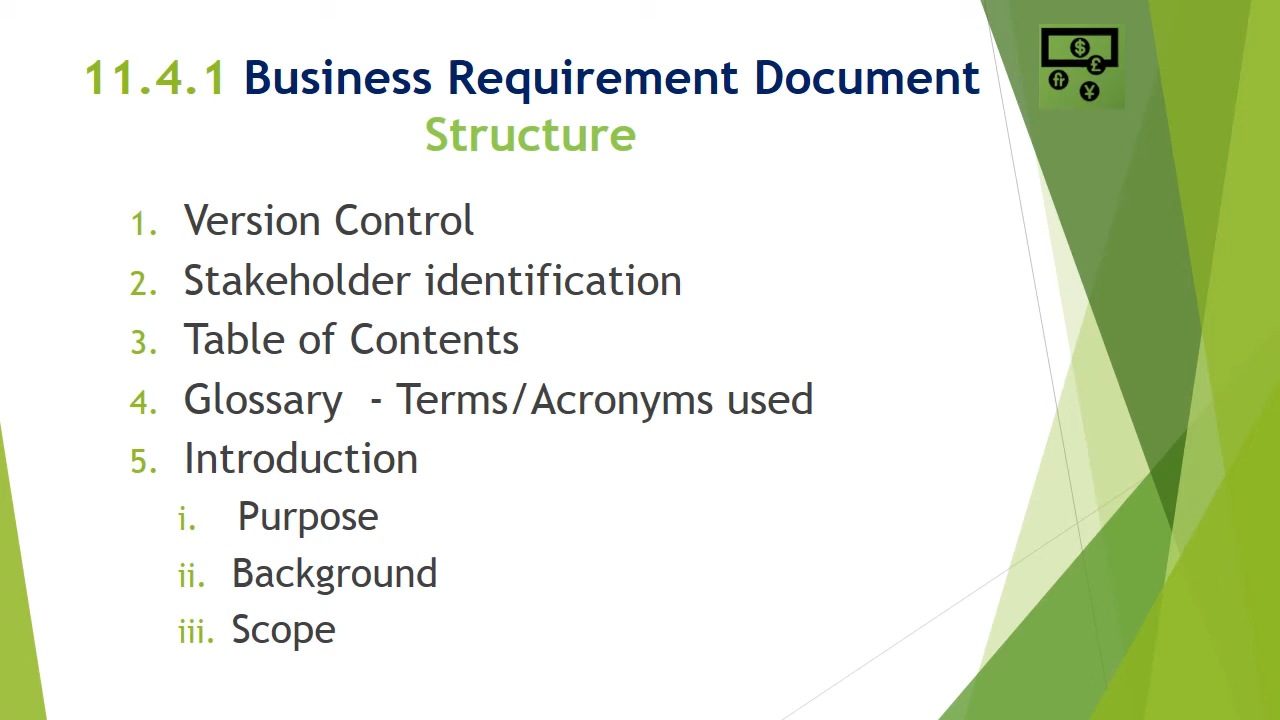 11.4.1 Business Requirement Document
Structure
1. Version Control
2. Stakeholder identification
3. Table of Contents
4. Glossary - Terms/Acronyms used
5. Introduction
i. Purpose
ii. Background
iii. Scope